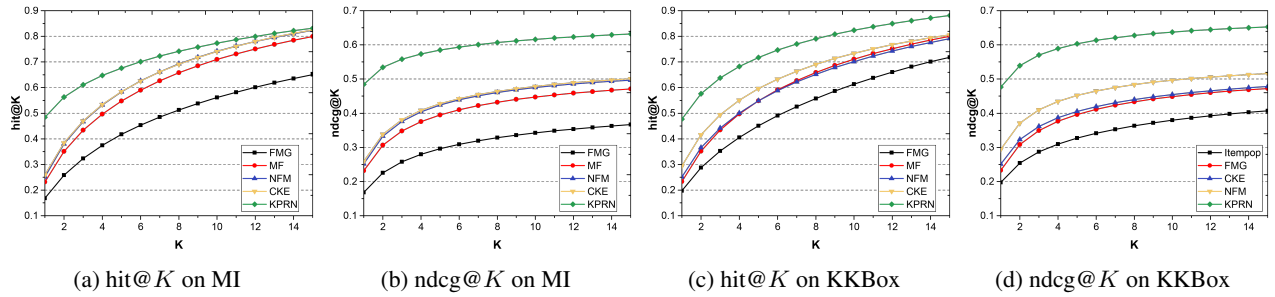 hit@K
0.9
0.8
0.7
0.6
0.5
0.4
0.3
0.2
0.1
2 4 6 8 10 12 14
K
FMG
MF
NFM
CKE
KPRN
(a) hit@K on MI
ndcg@K
0.7
0.6
0.5
0.4
0.3
0.2
0.1
2 4 6 8 10 12 14
K
FMG
MF
NFM
CKE
KPRN
(b) ndcg@K on MI
hit@K
0.9
0.8
0.7
0.6
0.5
0.4
0.3
0.2
0.1
2 4 6 8 10 12 14
K
FMG
MF
NFM
CKE
KPRN
(c) hit@K on KKBox
ndcg@K
0.7
0.6
0.5
0.4
0.3
0.2
0.1
2 4 6 8 10 12 14
K
Itempop
FMG
CKE
NFM
KPRN
(d) ndcg@K on KKBox